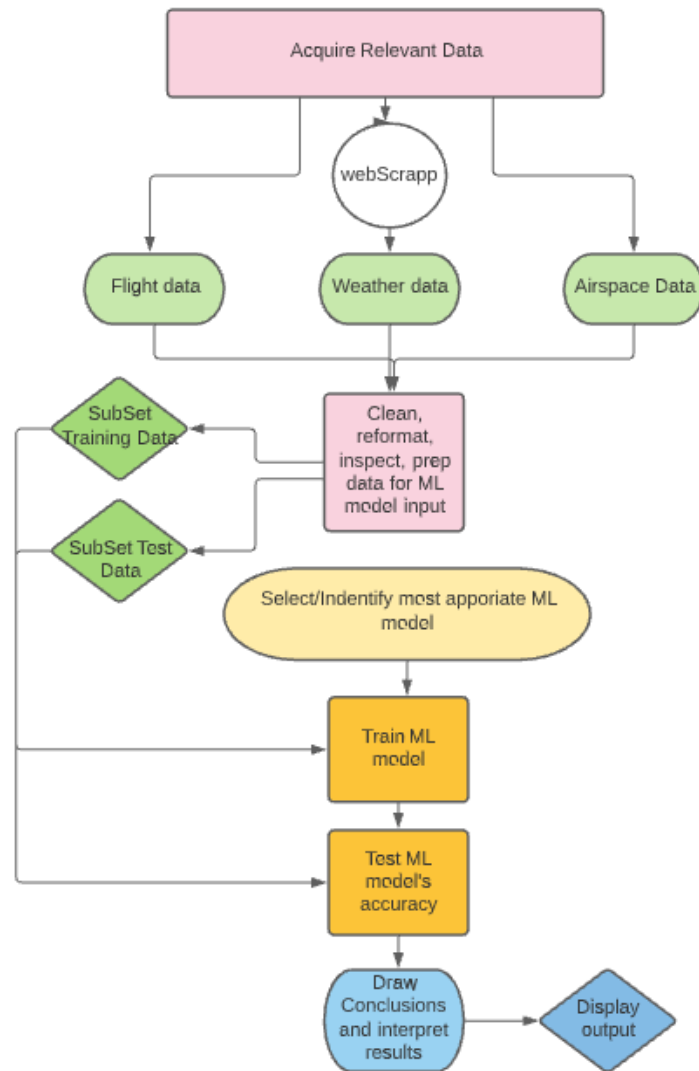 Acquire Relevant Data
webScrapp
Flight data
Weather data
Airspace Data
Clean,
reformat,
inspect, prep
data for ML
model input
SubSet
Training Data
SubSet Test
Data
Select/Indentify most apporiate ML
model
Train ML
model
Test ML
model's
accuracy
Draw
Conclusions
and interpret
results
Display
output